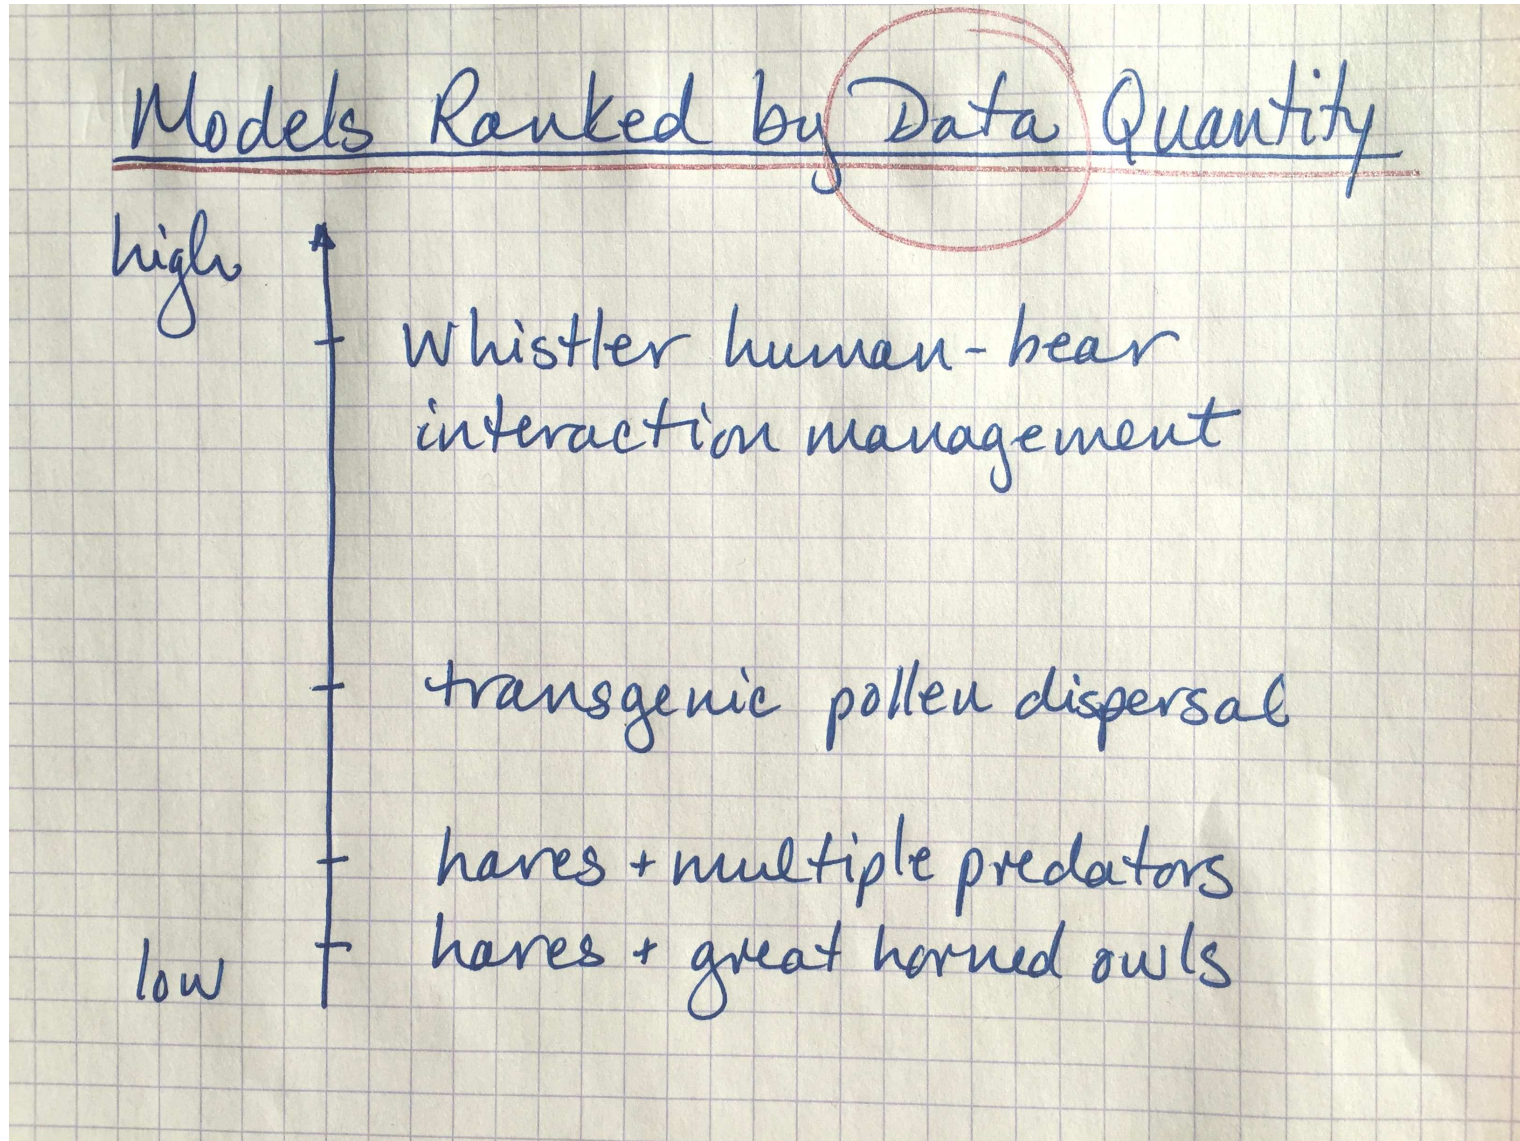 Models Ranked by Data Quantity
high
Whistler human-bear
interaction management
transgenic pollen dispersal
hares + multiple predators
hares + great horned owls
low